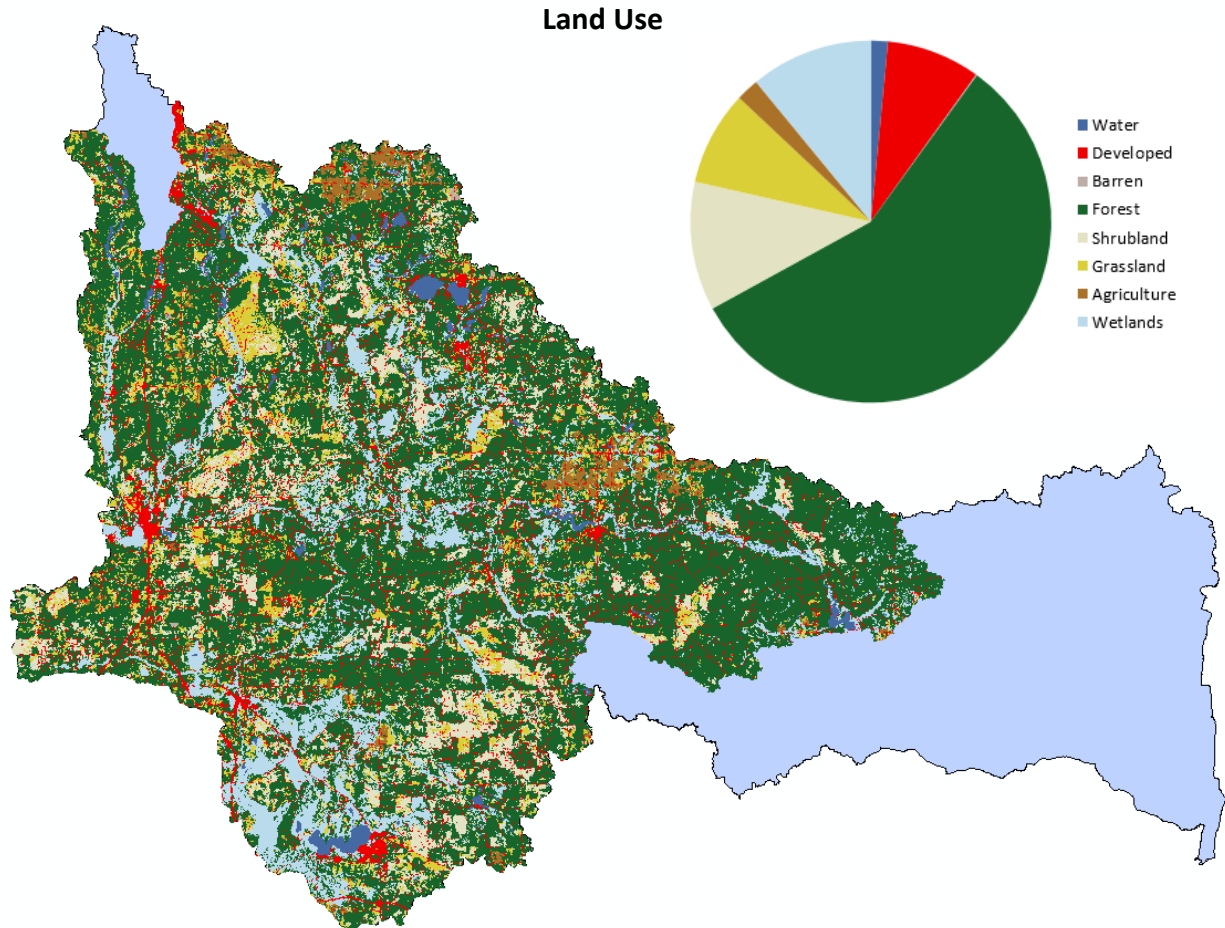 Land Use
Water
Developed
Barren
Forest
Shrubland
Grassland
Agriculture
Wetlands